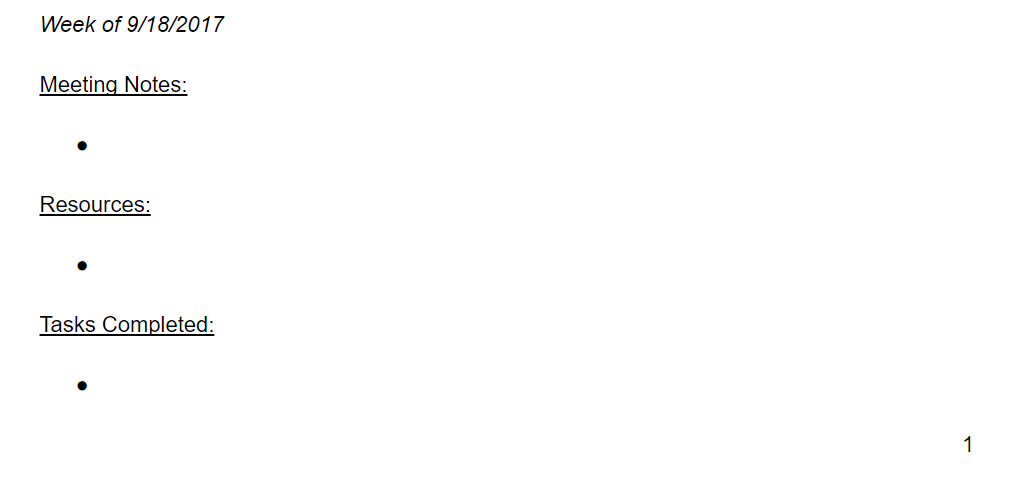 Week of 9/18/2017
Meeting Notes:
●
Resources:
●
Tasks Completed:
●
1